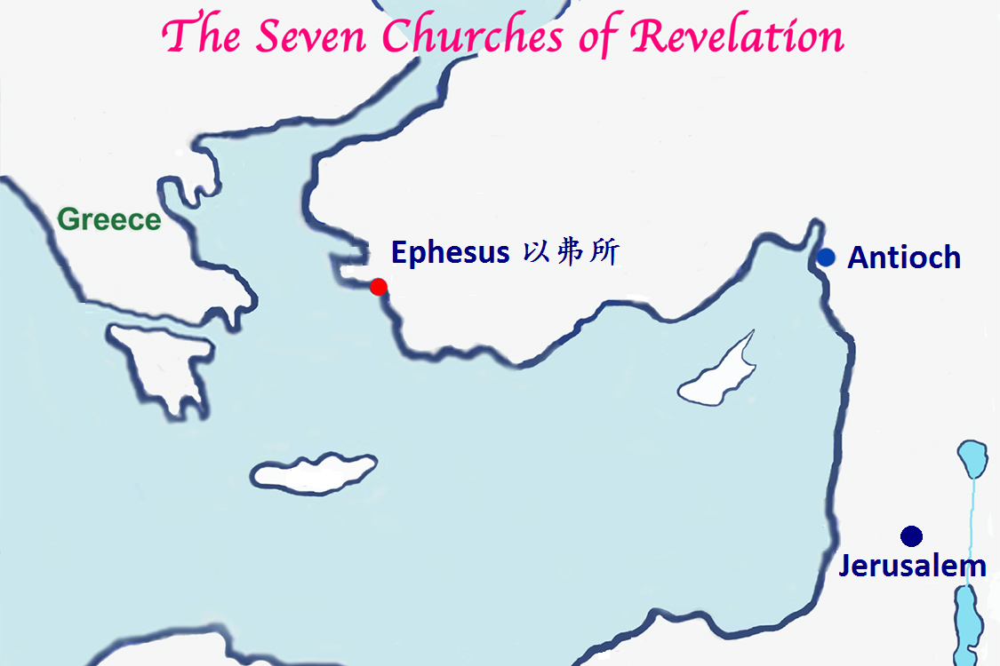 The Seven Churches of Revelation
Greece
Ephesus 以弗所
Antioch
Jerusalem